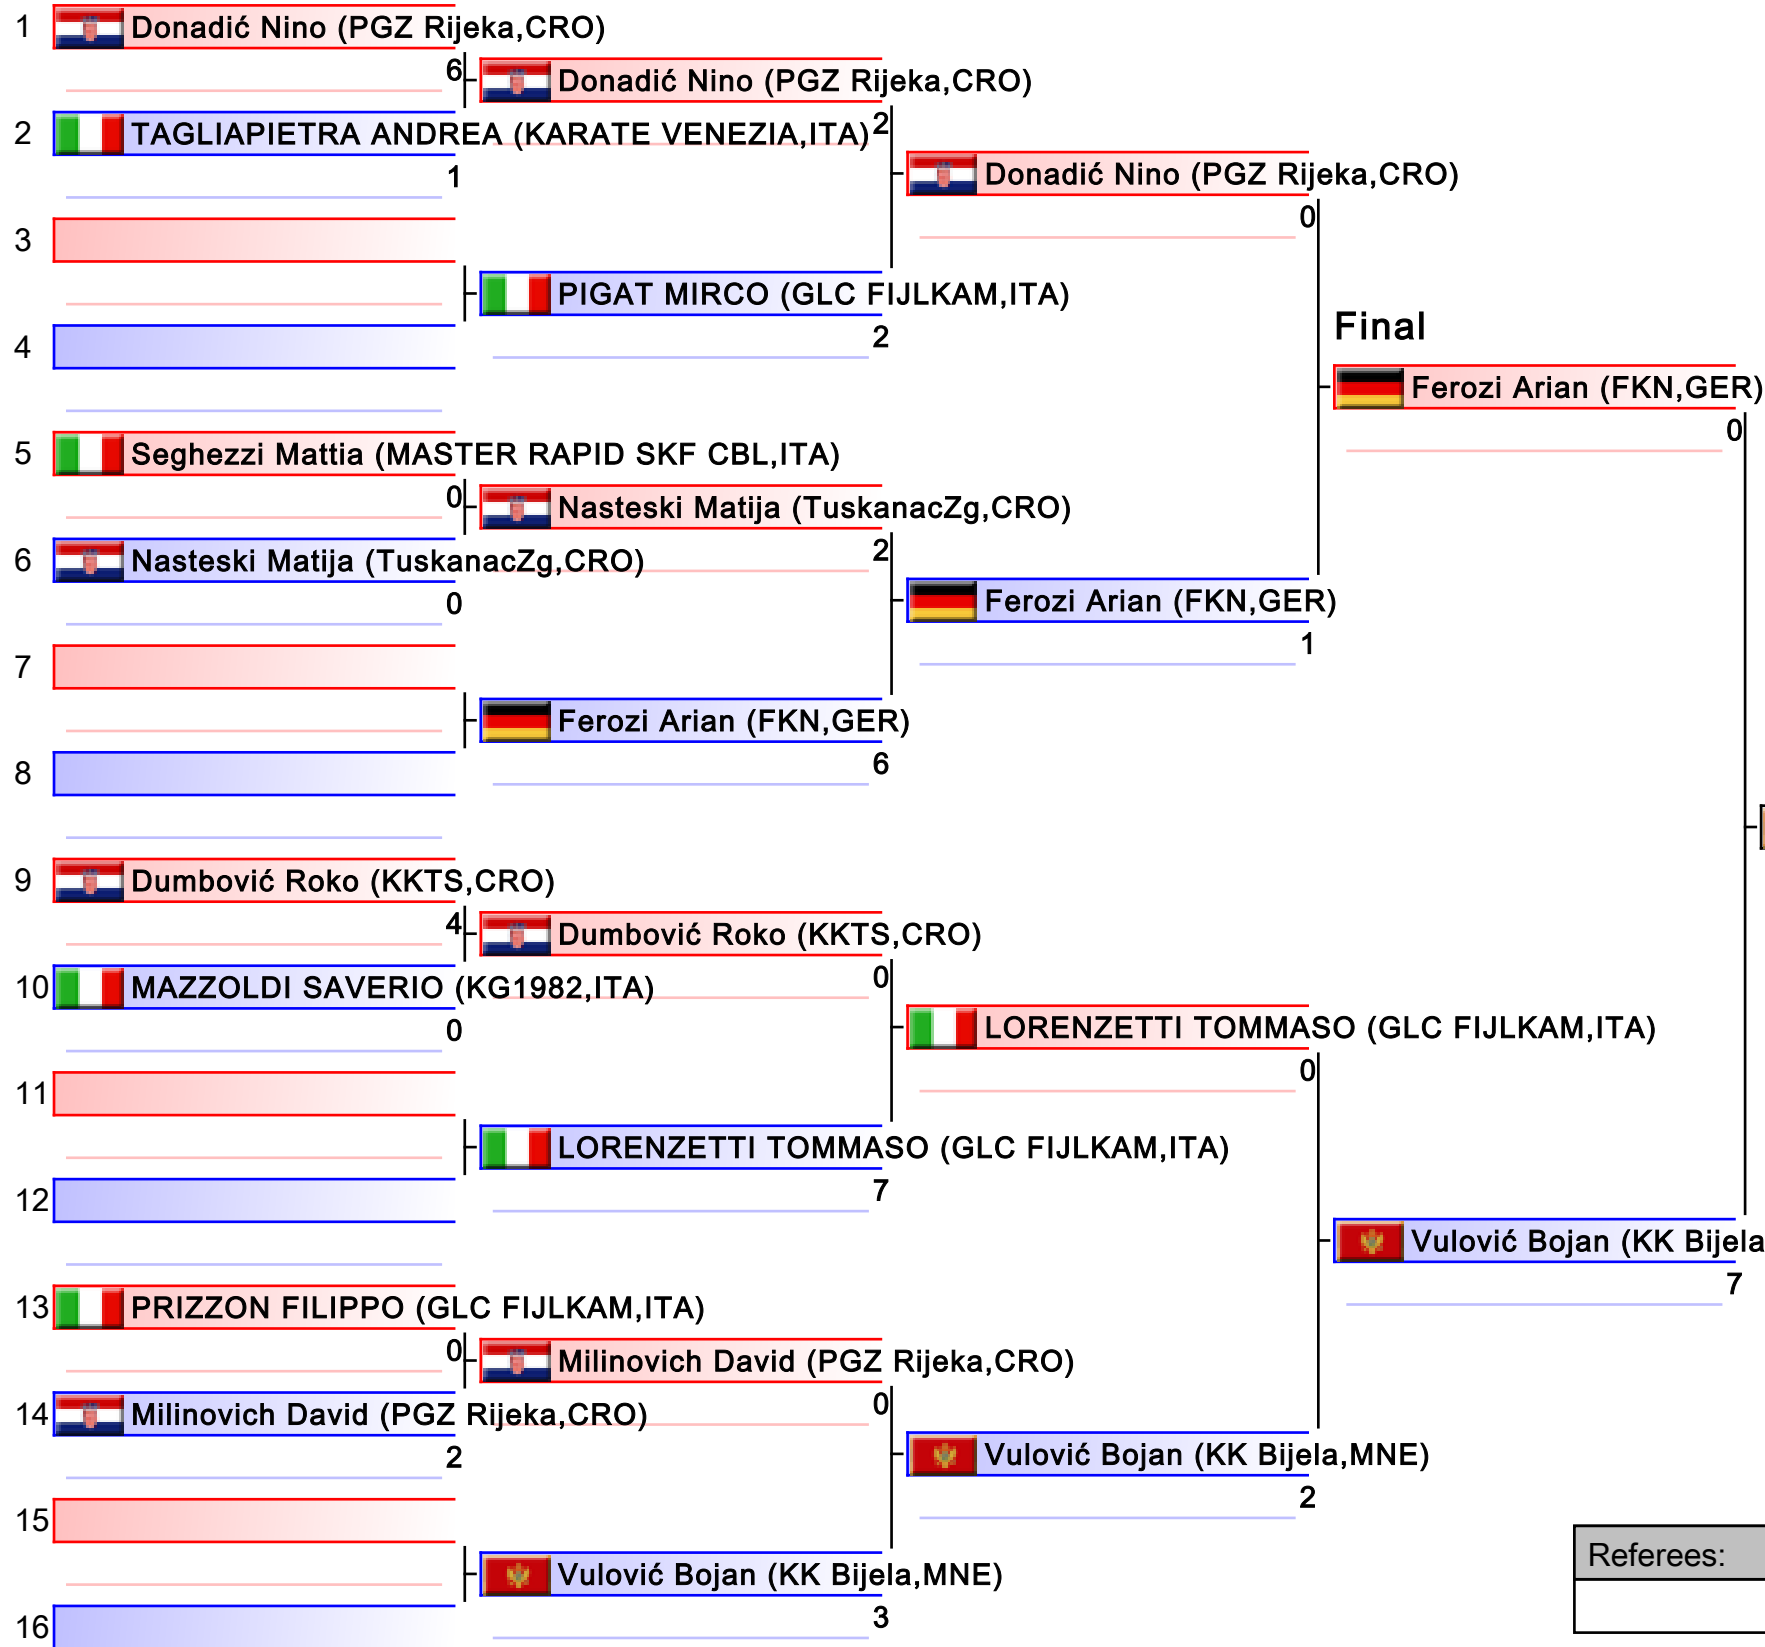 1 Donadić Nino (PGZ Rijeka,CRO)
6
Donadić Nino (PGZ Rijeka,CRO)
2 TAGLIAPIETRA ANDREA (KARATE VENEZIA,ITA)
2
Donadić Nino (PGZ Rijeka,CRO)
1
0
3
PIGAT MIRCO (GLC FIJLKAM,ITA)
Final
2
4
Ferozi Arian (FKN,GER)
0
5 Seghezzi Mattia (MASTER RAPID SKF CBL,ITA)
0
Nasteski Matija (TuskanacZg,CRO)
2
6 Nasteski Matija (TuskanacZg,CRO)
0
Ferozi Arian (FKN,GER)
1
7
Ferozi Arian (FKN,GER)
6
8
9 Dumbović Roko (KKTS,CRO)
4
Dumbović Roko (KKTS,CRO)
0
10 MAZZOLDI SAVERIO (KG1982,ITA)
0
LORENZETTI TOMMASO (GLC FIJLKAM,ITA)
0
11
LORENZETTI TOMMASO (GLC FIJLKAM,ITA)
7
12
Vulović Bojan (KK Bijela
7
13 PRIZZON FILIPPO (GLC FIJLKAM,ITA)
0
Milinovich David (PGZ Rijeka,CRO)
0
14 Milinovich David (PGZ Rijeka,CRO)
2
Vulović Bojan (KK Bijela,MNE)
2
15
Referees:
Vulović Bojan (KK Bijela,MNE)
3
16